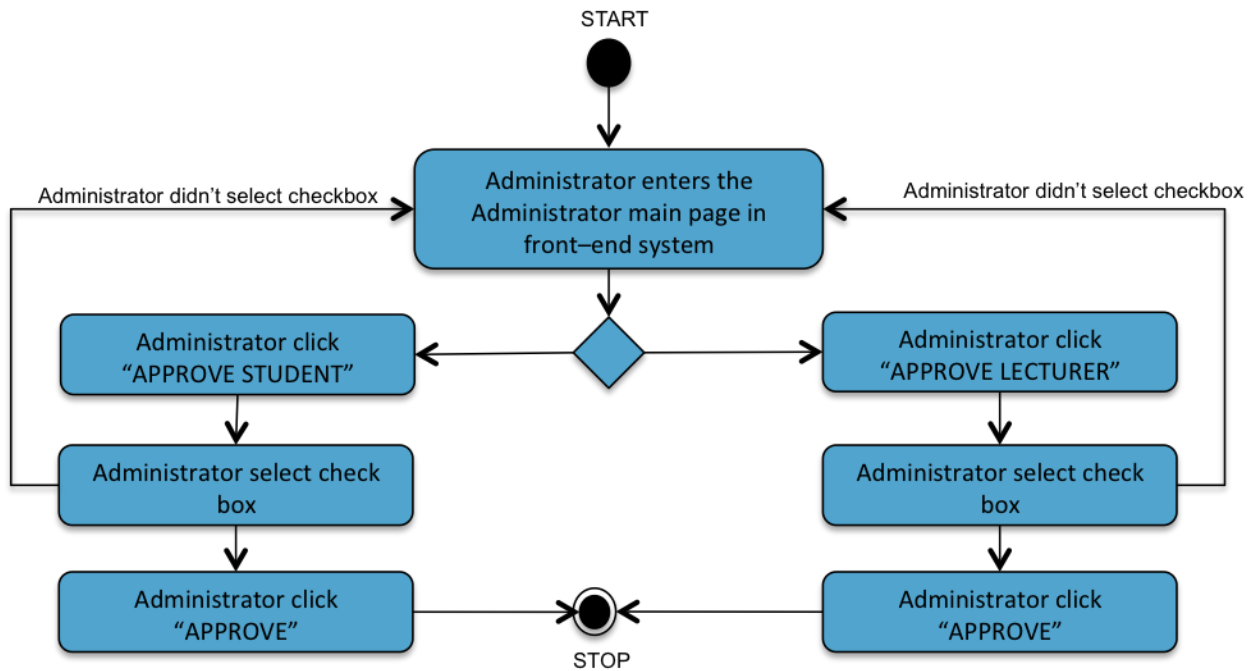 START
Administrator didn’t select checkbox
Administrator enters the
Administrator main page in
front–end system
Administrator didn’t select checkbox
Administrator click
“APPROVE STUDENT”
Administrator click
“APPROVE LECTURER”
Administrator select check
box
Administrator select check
box
Administrator click
“APPROVE”
Administrator click
“APPROVE”
STOP